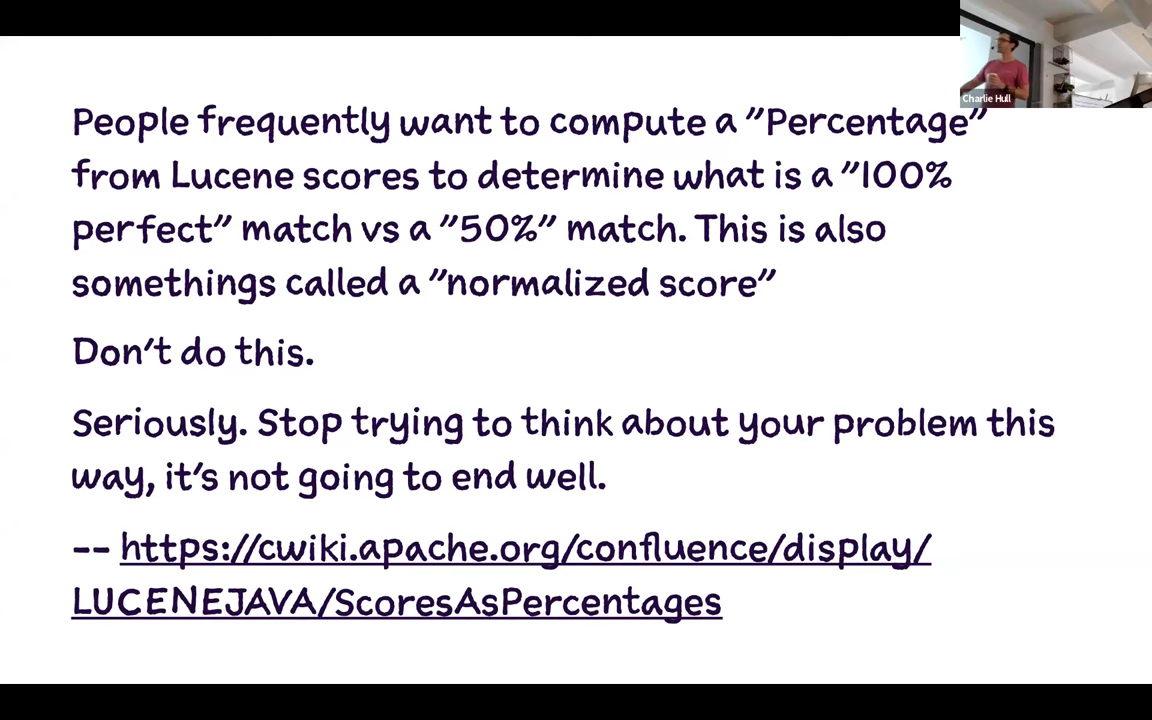 Charlie Hull
People frequently want to compute a "Percentage"
from Lucene scores to determine what is a "100%
perfect" match vs a "50%" match. This is also
somethings called a "normalized score"
Don't do this.
Seriously. Stop trying to think about your problem this
way, it's not going to end well.
-- https://cwiki.apache.org/confluence/display/
LUCENEJAVA/ScoresAsPercentages